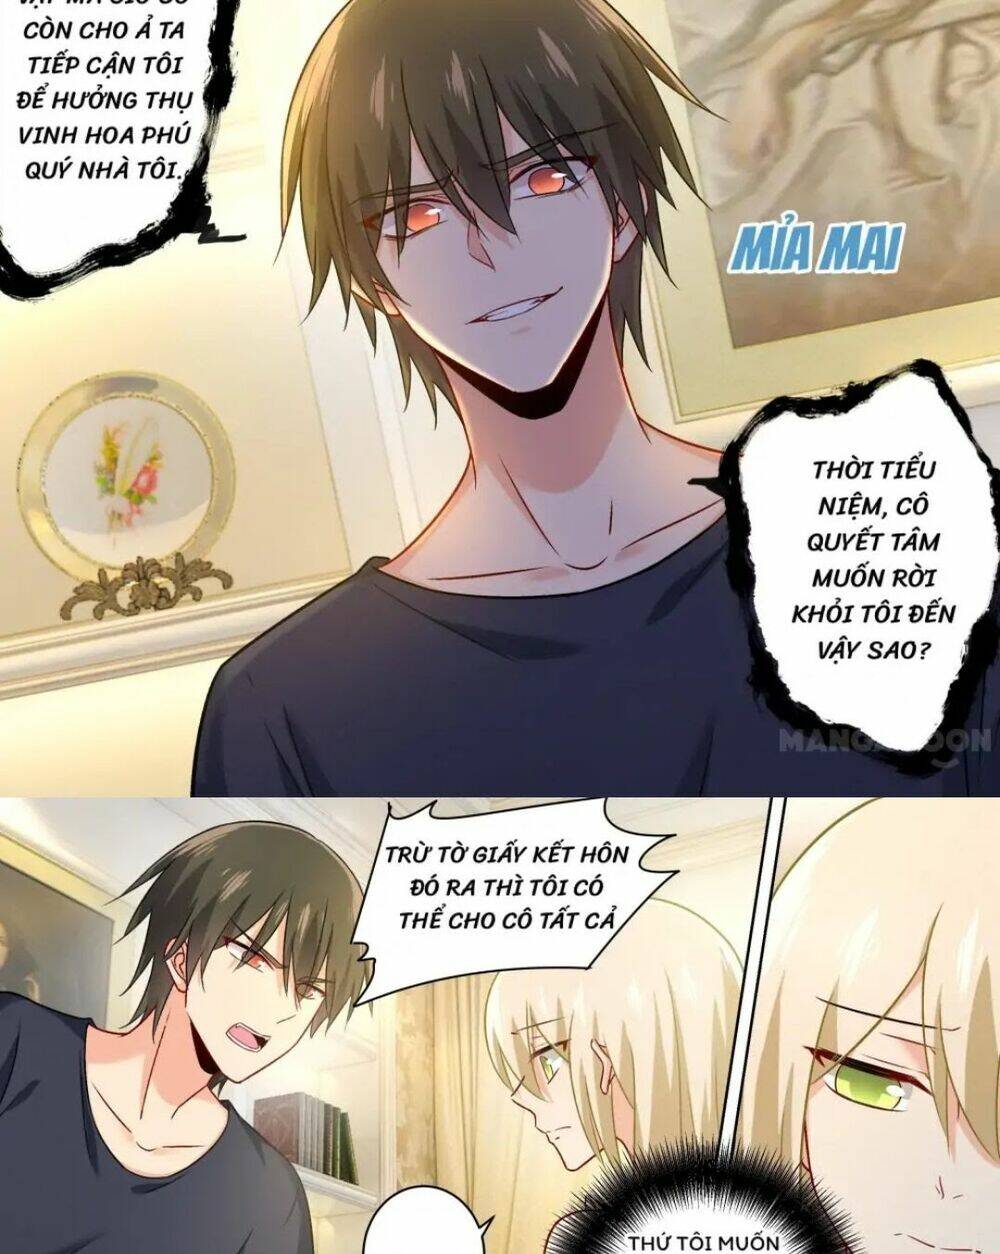 CÒN CHO Ả TA
TIẾP CẬN TÔI
ĐỂ HƯỞNG THỤ
VINH HOA PHÚ
QUÝ NHÀ TÔI.
MỈA MAI
THỜI TIỂU
NIỆM, CÔ
QUYẾT TÂM
MUỐN RỜI
KHỎI TÔI ĐẾN
VẬY SAO?
TRỪ TỜ GIẤY KẾT HÔN
ĐÓ RA THÌ TÔI CÓ
THỂ CHO CÔ TẤT CẢ
THỨ TÔI MUỐN